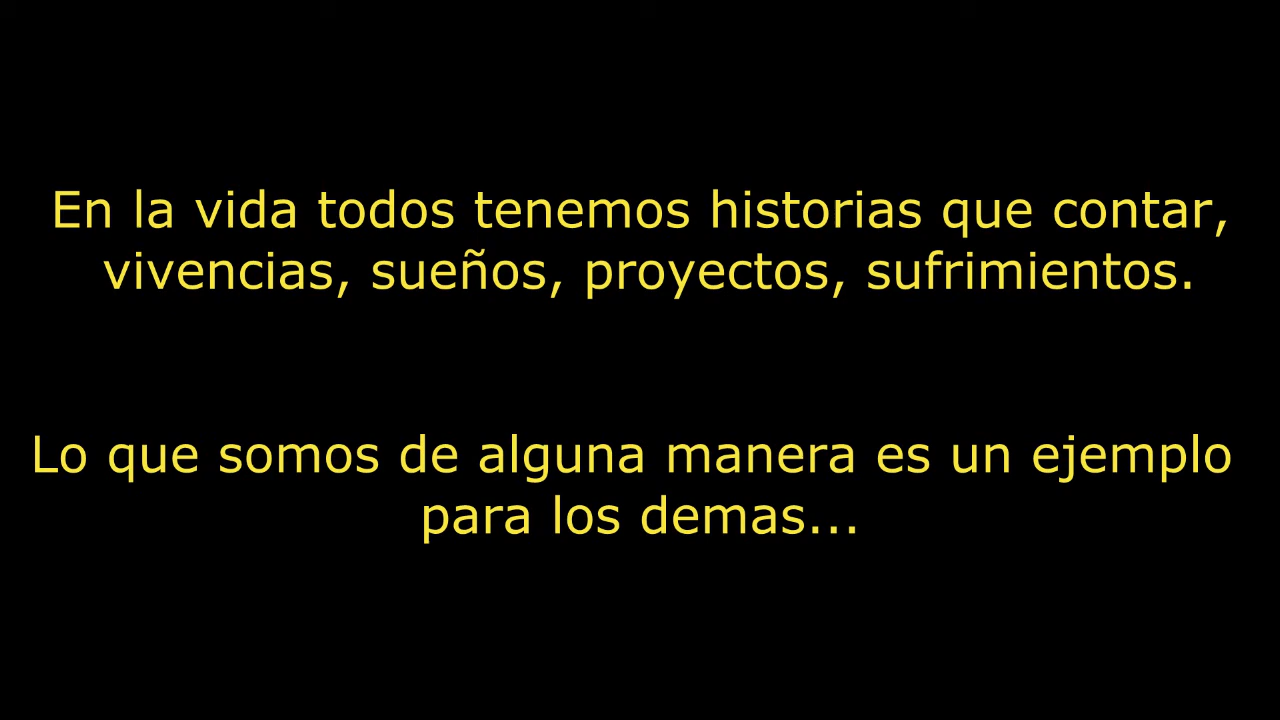 En la vida todos tenemos historias que contar,
vivencias, sueños, proyectos, sufrimientos.
Lo que somos de alguna manera es un ejemplo
para los demas...